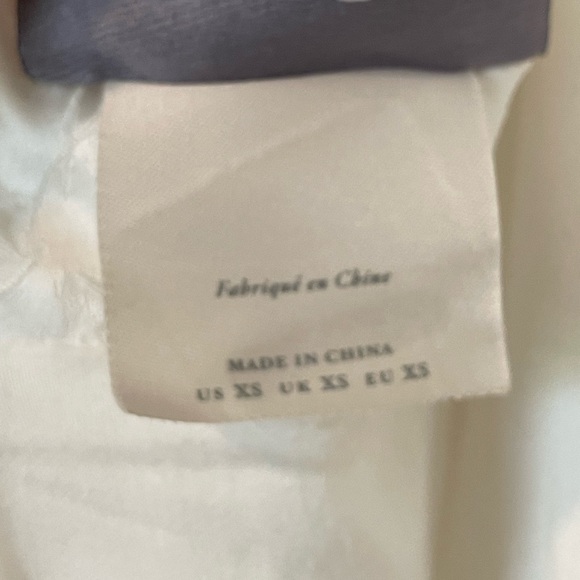 Fabriqué en Chine
MADE IN CHINA
US XS UK XS EU XS